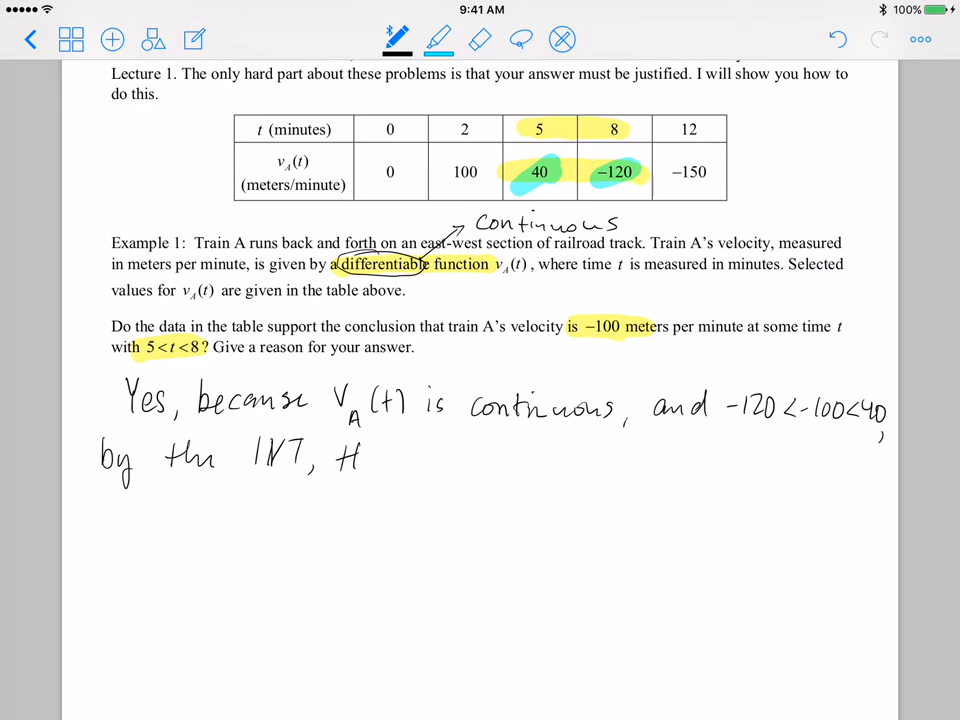 9:41 AM
100%
Lecture 1. The only hard part about these problems is that your answer must be justified. I will show you how to
do this.
t (minutes) 0 2 5 8 12
v_A(t) (meters/minute) 0 100 40 −120 −150
continuous
Example 1: Train A runs back and forth on an east-west section of railroad track. Train A's velocity, measured
in meters per minute, is given by a differentiable function v_A(t), where time t is measured in minutes. Selected
values for v_A(t) are given in the table above.
Do the data in the table support the conclusion that train A's velocity is −100 meters per minute at some time t
with 5 < t < 8? Give a reason for your answer.
Yes, because v_A(t) is continuous, and -120 < -100 < 40,
by the IVT, H